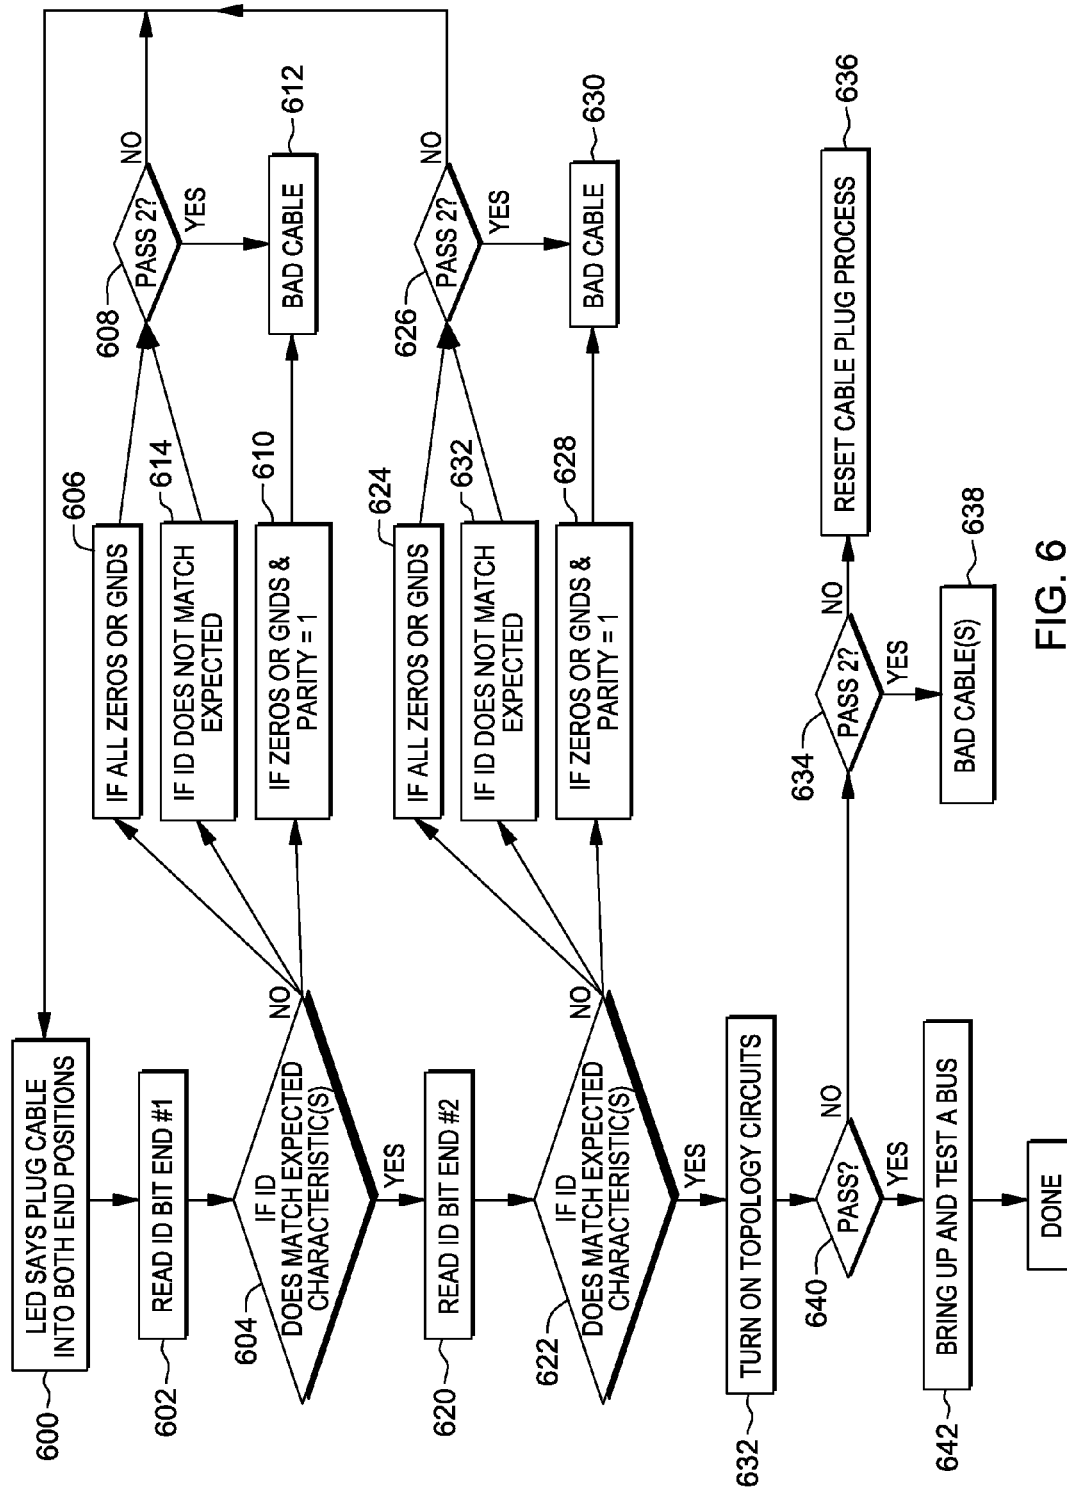 600
LED SAYS PLUG CABLE
INTO BOTH END POSITIONS
602
READ ID BIT END #1
604
IF ID
DOES MATCH EXPECTED
CHARACTERISTIC(S)
NO
YES
606
IF ALL ZEROS OR GNDS
614
IF ID DOES NOT MATCH
EXPECTED
610
IF ZEROS OR GNDS &
PARITY = 1
608
PASS 2?
NO
YES
612
BAD CABLE
620
READ ID BIT END #2
622
IF ID
DOES MATCH EXPECTED
CHARACTERISTIC(S)
NO
YES
624
IF ALL ZEROS OR GNDS
632
IF ID DOES NOT MATCH
EXPECTED
628
IF ZEROS OR GNDS &
PARITY = 1
626
PASS 2?
NO
YES
630
BAD CABLE
632
TURN ON TOPOLOGY CIRCUITS
640
PASS?
NO
YES
634
PASS 2?
NO
YES
636
RESET CABLE PLUG PROCESS
638
BAD CABLE(S)
642
BRING UP AND TEST A BUS
DONE
FIG. 6